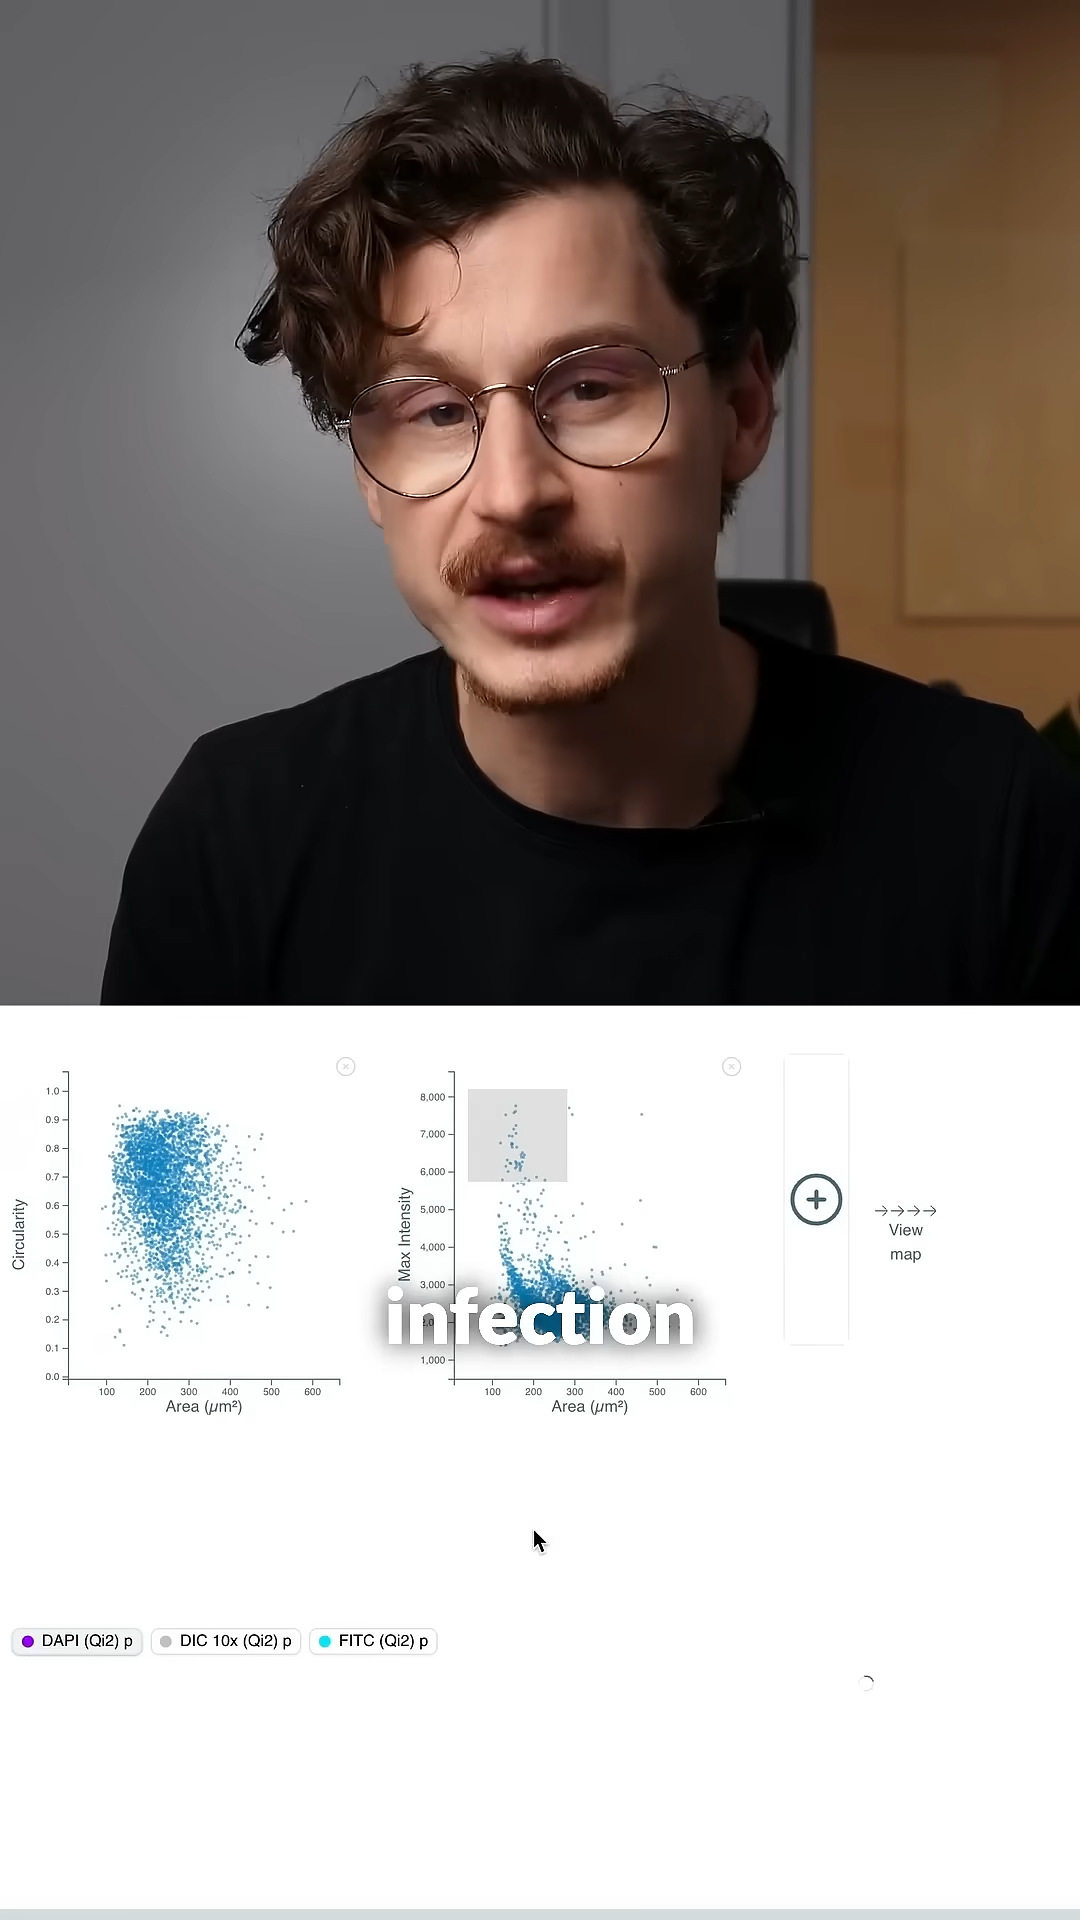 1.0
0.9
0.8
0.7
0.6
0.5
0.4
0.3
0.2
0.1
0.0
Circularity
100 200 300 400 500 600
Area (µm²)
8,000
7,000
6,000
5,000
4,000
3,000
1,000
Max Intensity
100 200 300 400 500 600
Area (µm²)
infection
View
map
DAPI (Qi2) p
DIC 10x (Qi2) p
FITC (Qi2) p